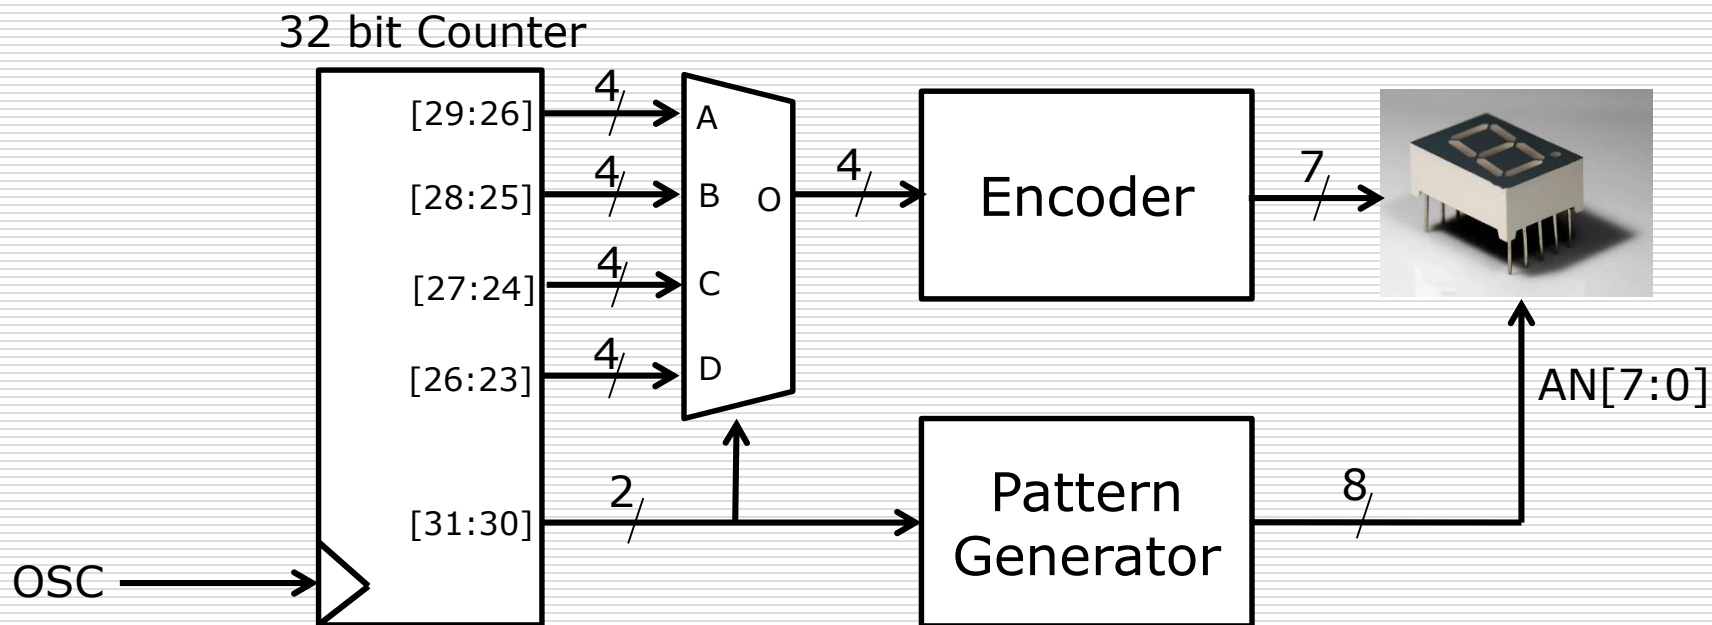 32 bit Counter
[29:26]
4
A
[28:25]
4
B
O
4
Encoder
7
[27:24]
4
C
[26:23]
4
D
AN[7:0]
[31:30]
2
Pattern
Generator
8
OSC